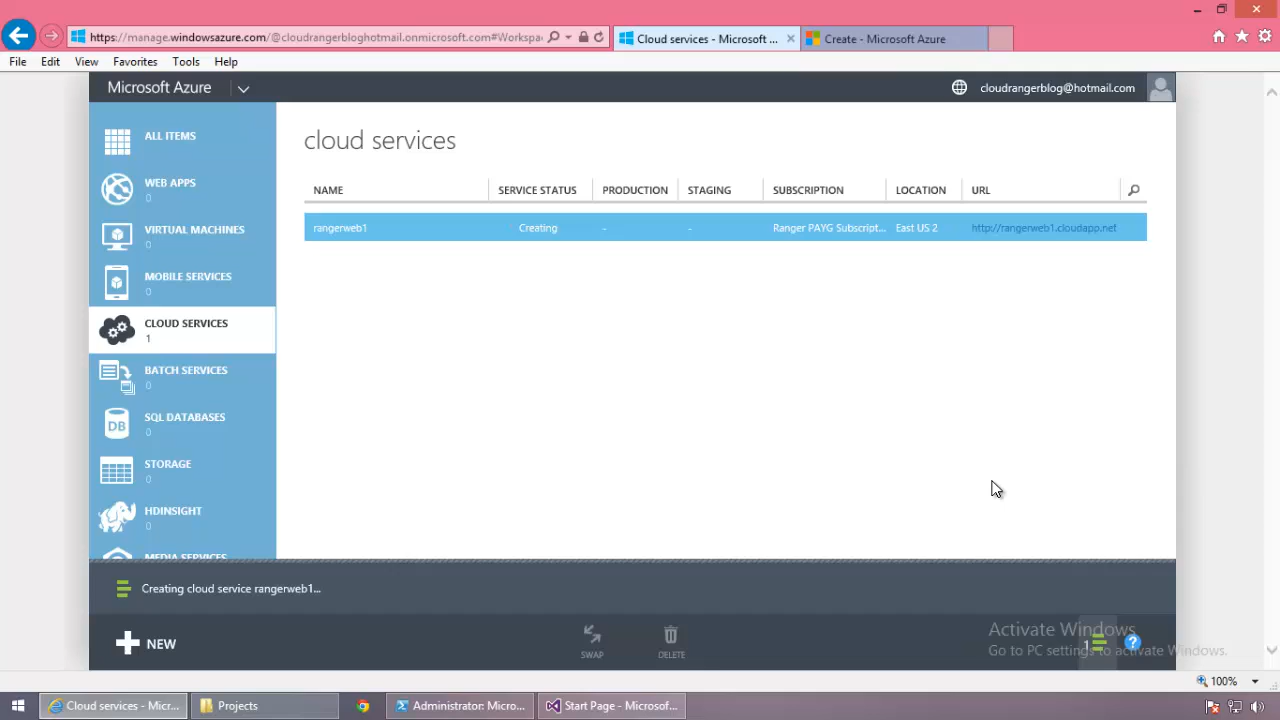 https://manage.windowsazure.com/@cloudrangerbloghotmail.onmicrosoft.com#Workspa
Cloud services - Microsoft ...
Create - Microsoft Azure
File Edit View Favorites Tools Help
Microsoft Azure
cloudrangerblog@hotmail.com
ALL ITEMS
WEB APPS
0
VIRTUAL MACHINES
0
MOBILE SERVICES
0
CLOUD SERVICES
1
BATCH SERVICES
0
SQL DATABASES
0
DB
STORAGE
0
HDINSIGHT
0
MEDIA SERVICES
cloud services
NAME SERVICE STATUS PRODUCTION STAGING SUBSCRIPTION LOCATION URL
rangerweb1 Creating - - Ranger PAYG Subscript... East US 2 http://rangerweb1.cloudapp.net
Creating cloud service rangerweb1...
NEW
SWAP
DELETE
1
?
Activate Windows
Go to PC settings to activate Windows.
100%
Cloud services - Micr...
Projects
Administrator: Micro...
Start Page - Microsof...